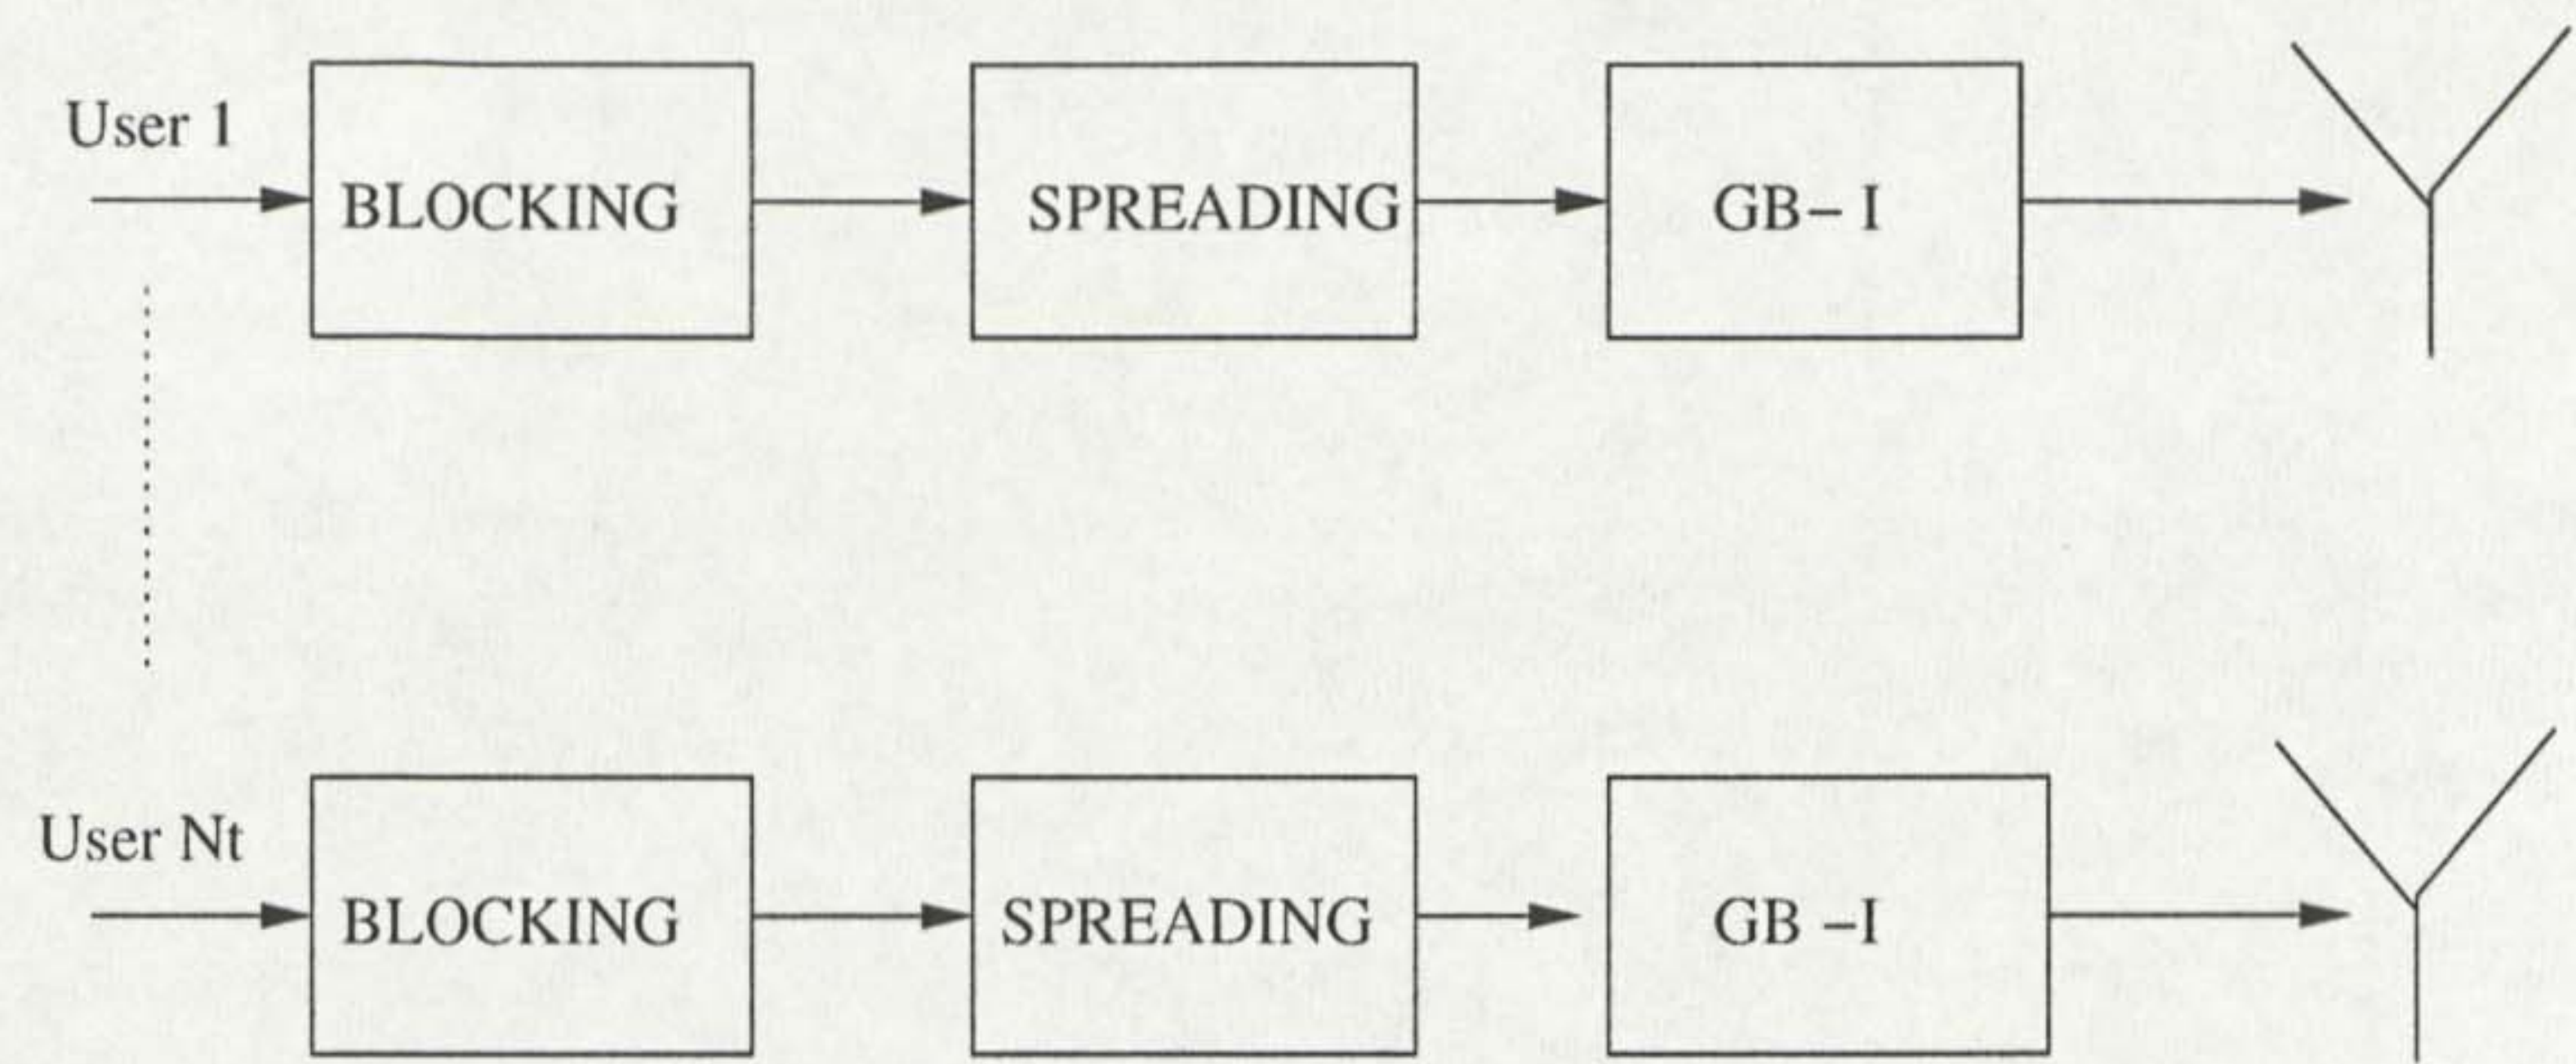 User 1
BLOCKING
SPREADING
GB– I
User Nt
BLOCKING
SPREADING
GB –I